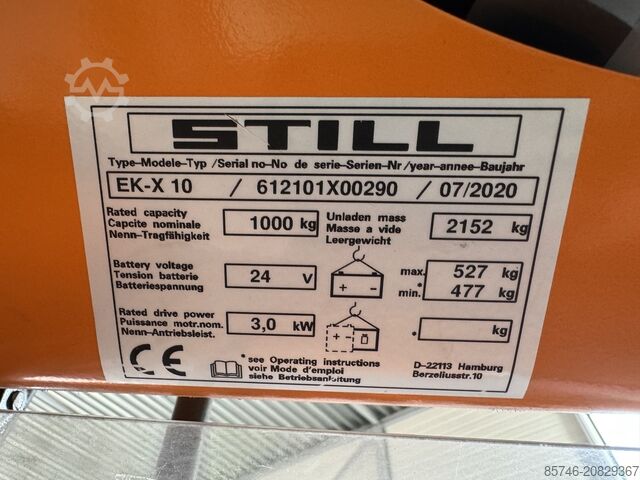 STILL
Type-Modele-Typ /Serial no-No de serie-Serien-Nr /year-annee-Baujahr
EK-X 10 / 612101X00290 / 07/2020
Rated capacity
Capcite nominale
Nenn-Tragfähigkeit
1000 kg
Unladen mass
Masse a vide
Leergewicht
2152 kg
Battery voltage
Tension batterie
Batteriespannung
24 V
+ -
max. 527 kg
min.* 477 kg
Rated drive power
Puissance motr.nom.
Nenn-Antriebsleist.
3,0 kW
+
-
* kg
CE
* see Operating instructions
voir Mode d'emploi
siehe Betriebsanleitung
D-22113 Hamburg
Berzeliusstr.10
85746-20829367